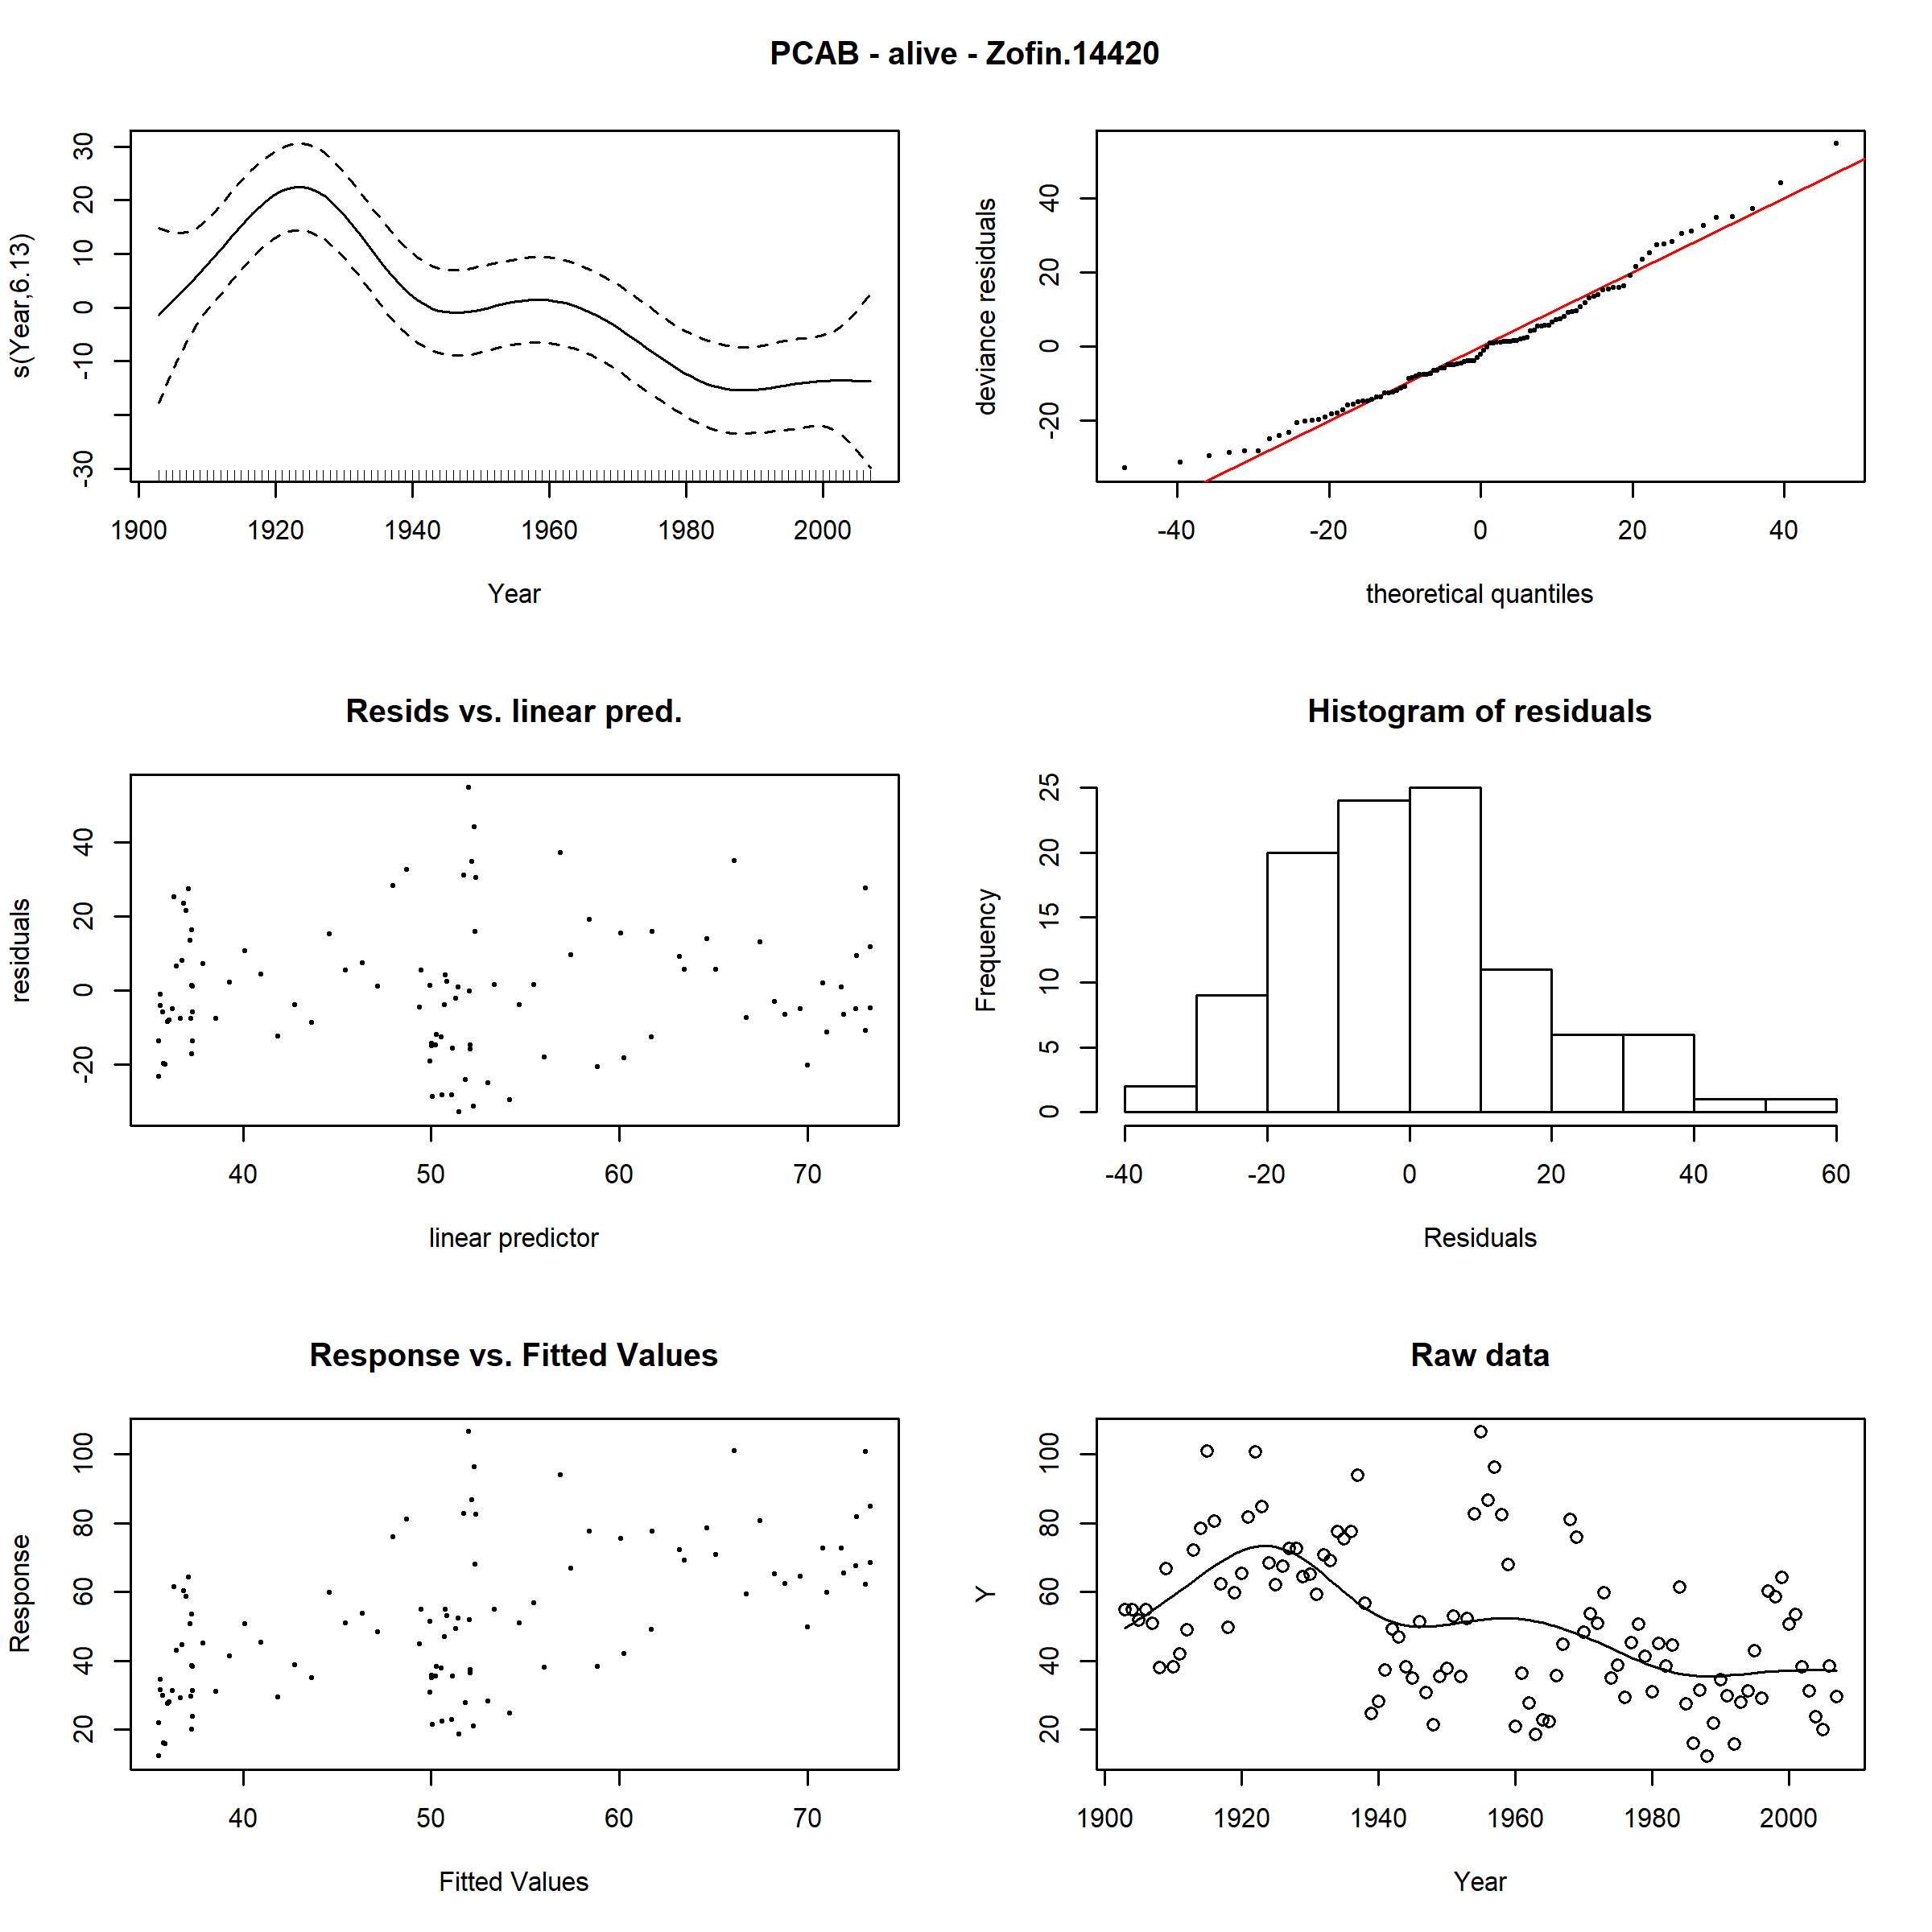 PCAB - alive - Zofin.14420
s(Year,6.13)
30
20
10
0
-10
-30
1900 1920 1940 1960 1980 2000
Year
deviance residuals
40
20
0
-20
-40 -20 0 20 40
theoretical quantiles
Resids vs. linear pred.
residuals
40
20
0
-20
40 50 60 70
linear predictor
Histogram of residuals
Frequency
25
20
15
10
5
0
-40 -20 0 20 40 60
Residuals
Response vs. Fitted Values
Response
100
80
60
40
20
40 50 60 70
Fitted Values
Raw data
Y
100
80
60
40
20
1900 1920 1940 1960 1980 2000
Year